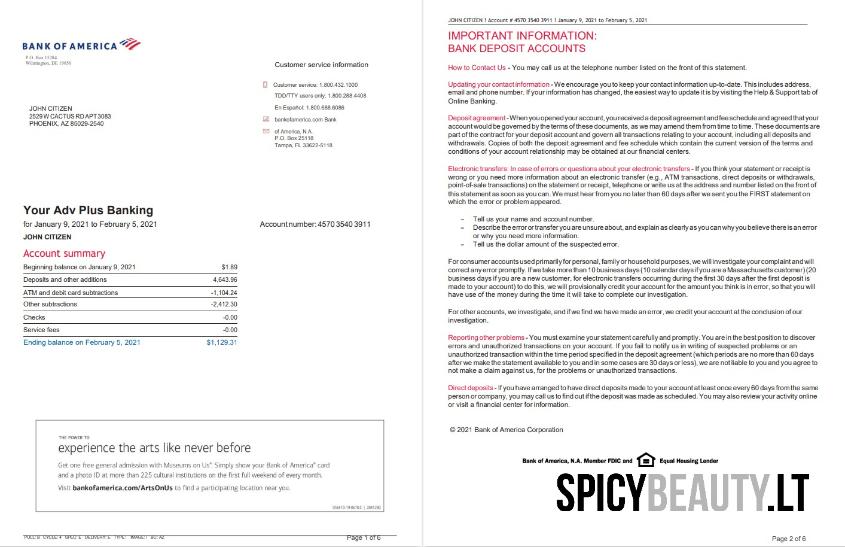 BANK OF AMERICA
P.O. Box 15284
Wilmington, DE 19850
Customer service information
Customer service: 1.800.432.1000
TDD/TTY users only: 1.800.288.4408
En Español: 1.800.688.6086
bankofamerica.com Bank
of America, N.A.
P.O. Box 25118
Tampa, FL 33622-5118
JOHN CITIZEN
2529 W CACTUS RD APT 3083
PHOENIX, AZ 85029-2540
Your Adv Plus Banking
for January 9, 2021 to February 5, 2021
Account number: 4570 3540 3911
JOHN CITIZEN
Account summary
Beginning balance on January 9, 2021 $1.89
Deposits and other additions 4,643.96
ATM and debit card subtractions -1,104.24
Other subtractions -2,412.30
Checks -0.00
Service fees -0.00
Ending balance on February 5, 2021 $1,129.31
THE POWER TO
experience the arts like never before
Get one free general admission with Museums on Us®. Simply show your Bank of America® card
and a photo ID at more than 225 cultural institutions on the first full weekend of every month.
Visit bankofamerica.com/ArtsOnUs to find a participating location near you.
Page 1 of 6
JOHN CITIZEN ! Account # 4570 3540 3911 ! January 9, 2021 to February 5, 2021
IMPORTANT INFORMATION:
BANK DEPOSIT ACCOUNTS
How to Contact Us - You may call us at the telephone number listed on the front of this statement.
Updating your contact information - We encourage you to keep your contact information up-to-date. This includes address,
email and phone number. If your information has changed, the easiest way to update it is by visiting the Help & Support tab of
Online Banking.
Deposit agreement - When you opened your account, you received a deposit agreement and fee schedule and agreed that your
account would be governed by the terms of these documents, as we may amend them from time to time. These documents are
part of the contract for your deposit account and govern all transactions relating to your account, including all deposits and
withdrawals. Copies of both the deposit agreement and fee schedule which contain the current version of the terms and
conditions of your account relationship may be obtained at our financial centers.
Electronic transfers: In case of errors or questions about your electronic transfers - If you think your statement or receipt is
wrong or you need more information about an electronic transfer (e.g., ATM transactions, direct deposits or withdrawals,
point-of-sale transactions) on the statement or receipt, telephone or write us at the address and number listed on the front of
this statement as soon as you can. We must hear from you no later than 60 days after we sent you the FIRST statement on
which the error or problem appeared.
– Tell us your name and account number.
– Describe the error or transfer you are unsure about, and explain as clearly as you can why you believe there is an error
or why you need more information.
– Tell us the dollar amount of the suspected error.
For consumer accounts used primarily for personal, family or household purposes, we will investigate your complaint and will
correct any error promptly. If we take more than 10 business days (10 calendar days if you are a Massachusetts customer) (20
business days if you are a new customer, for electronic transfers occurring during the first 30 days after the first deposit is
made to your account) to do this, we will provisionally credit your account for the amount you think is in error, so that you will
have use of the money during the time it will take to complete our investigation.
For other accounts, we investigate, and if we find we have made an error, we credit your account at the conclusion of our
investigation.
Reporting other problems - You must examine your statement carefully and promptly. You are in the best position to discover
errors and unauthorized transactions on your account. If you fail to notify us in writing of suspected problems or an
unauthorized transaction within the time period specified in the deposit agreement (which periods are no more than 60 days
after we make the statement available to you and in some cases are 30 days or less), we are not liable to you and you agree to
not make a claim against us, for the problems or unauthorized transactions.
Direct deposits - If you have arranged to have direct deposits made to your account at least once every 60 days from the same
person or company, you may call us to find out if the deposit was made as scheduled. You may also review your activity online
or visit a financial center for information.
© 2021 Bank of America Corporation
Bank of America, N.A. Member FDIC and Equal Housing Lender
SPICYBEAUTY.LT
Page 2 of 6